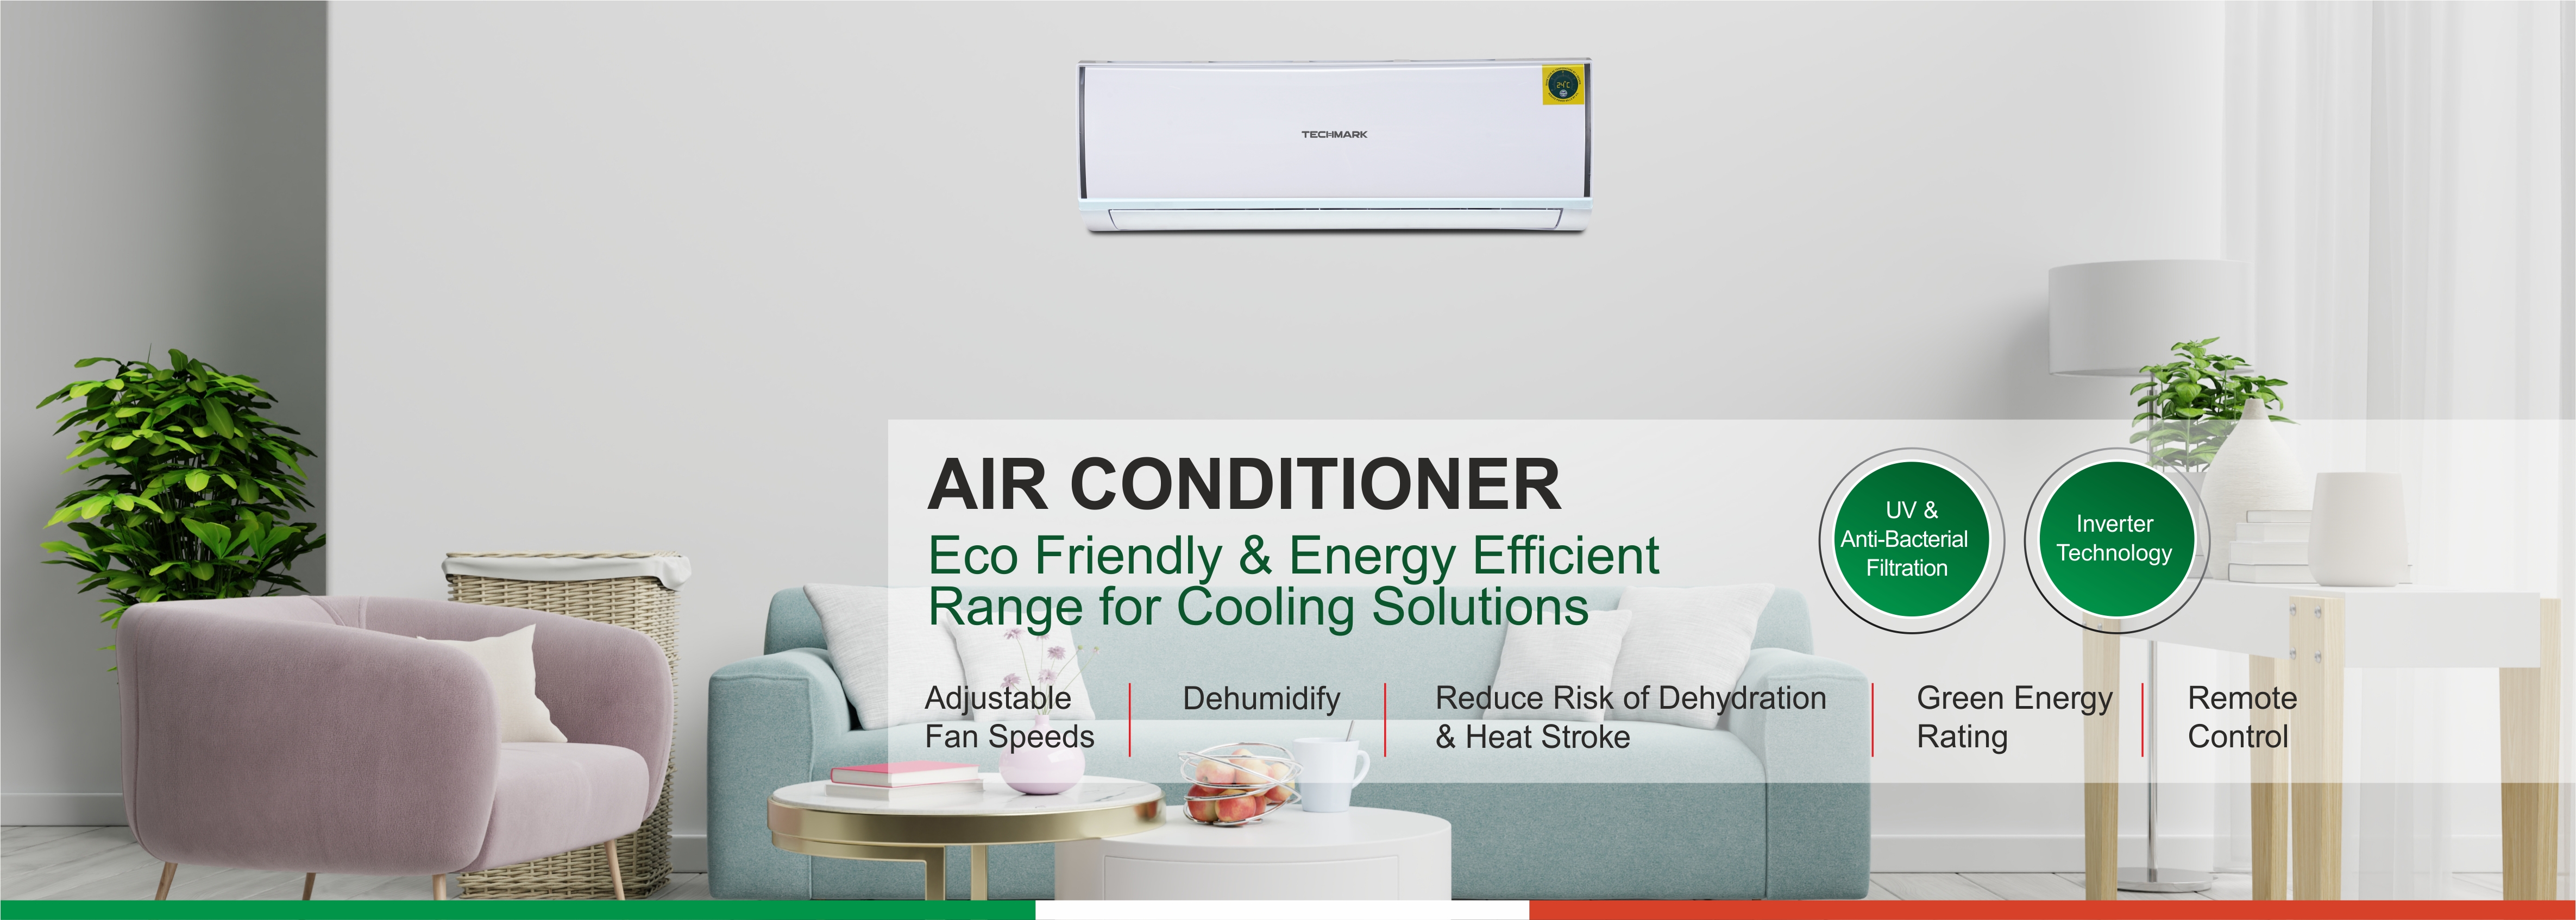 TECHMARK
24°C
AIR CONDITIONER
Eco Friendly & Energy Efficient
Range for Cooling Solutions
UV &
Anti-Bacterial
Filtration
Inverter
Technology
Adjustable
Fan Speeds
Dehumidify
Reduce Risk of Dehydration
& Heat Stroke
Green Energy
Rating
Remote
Control